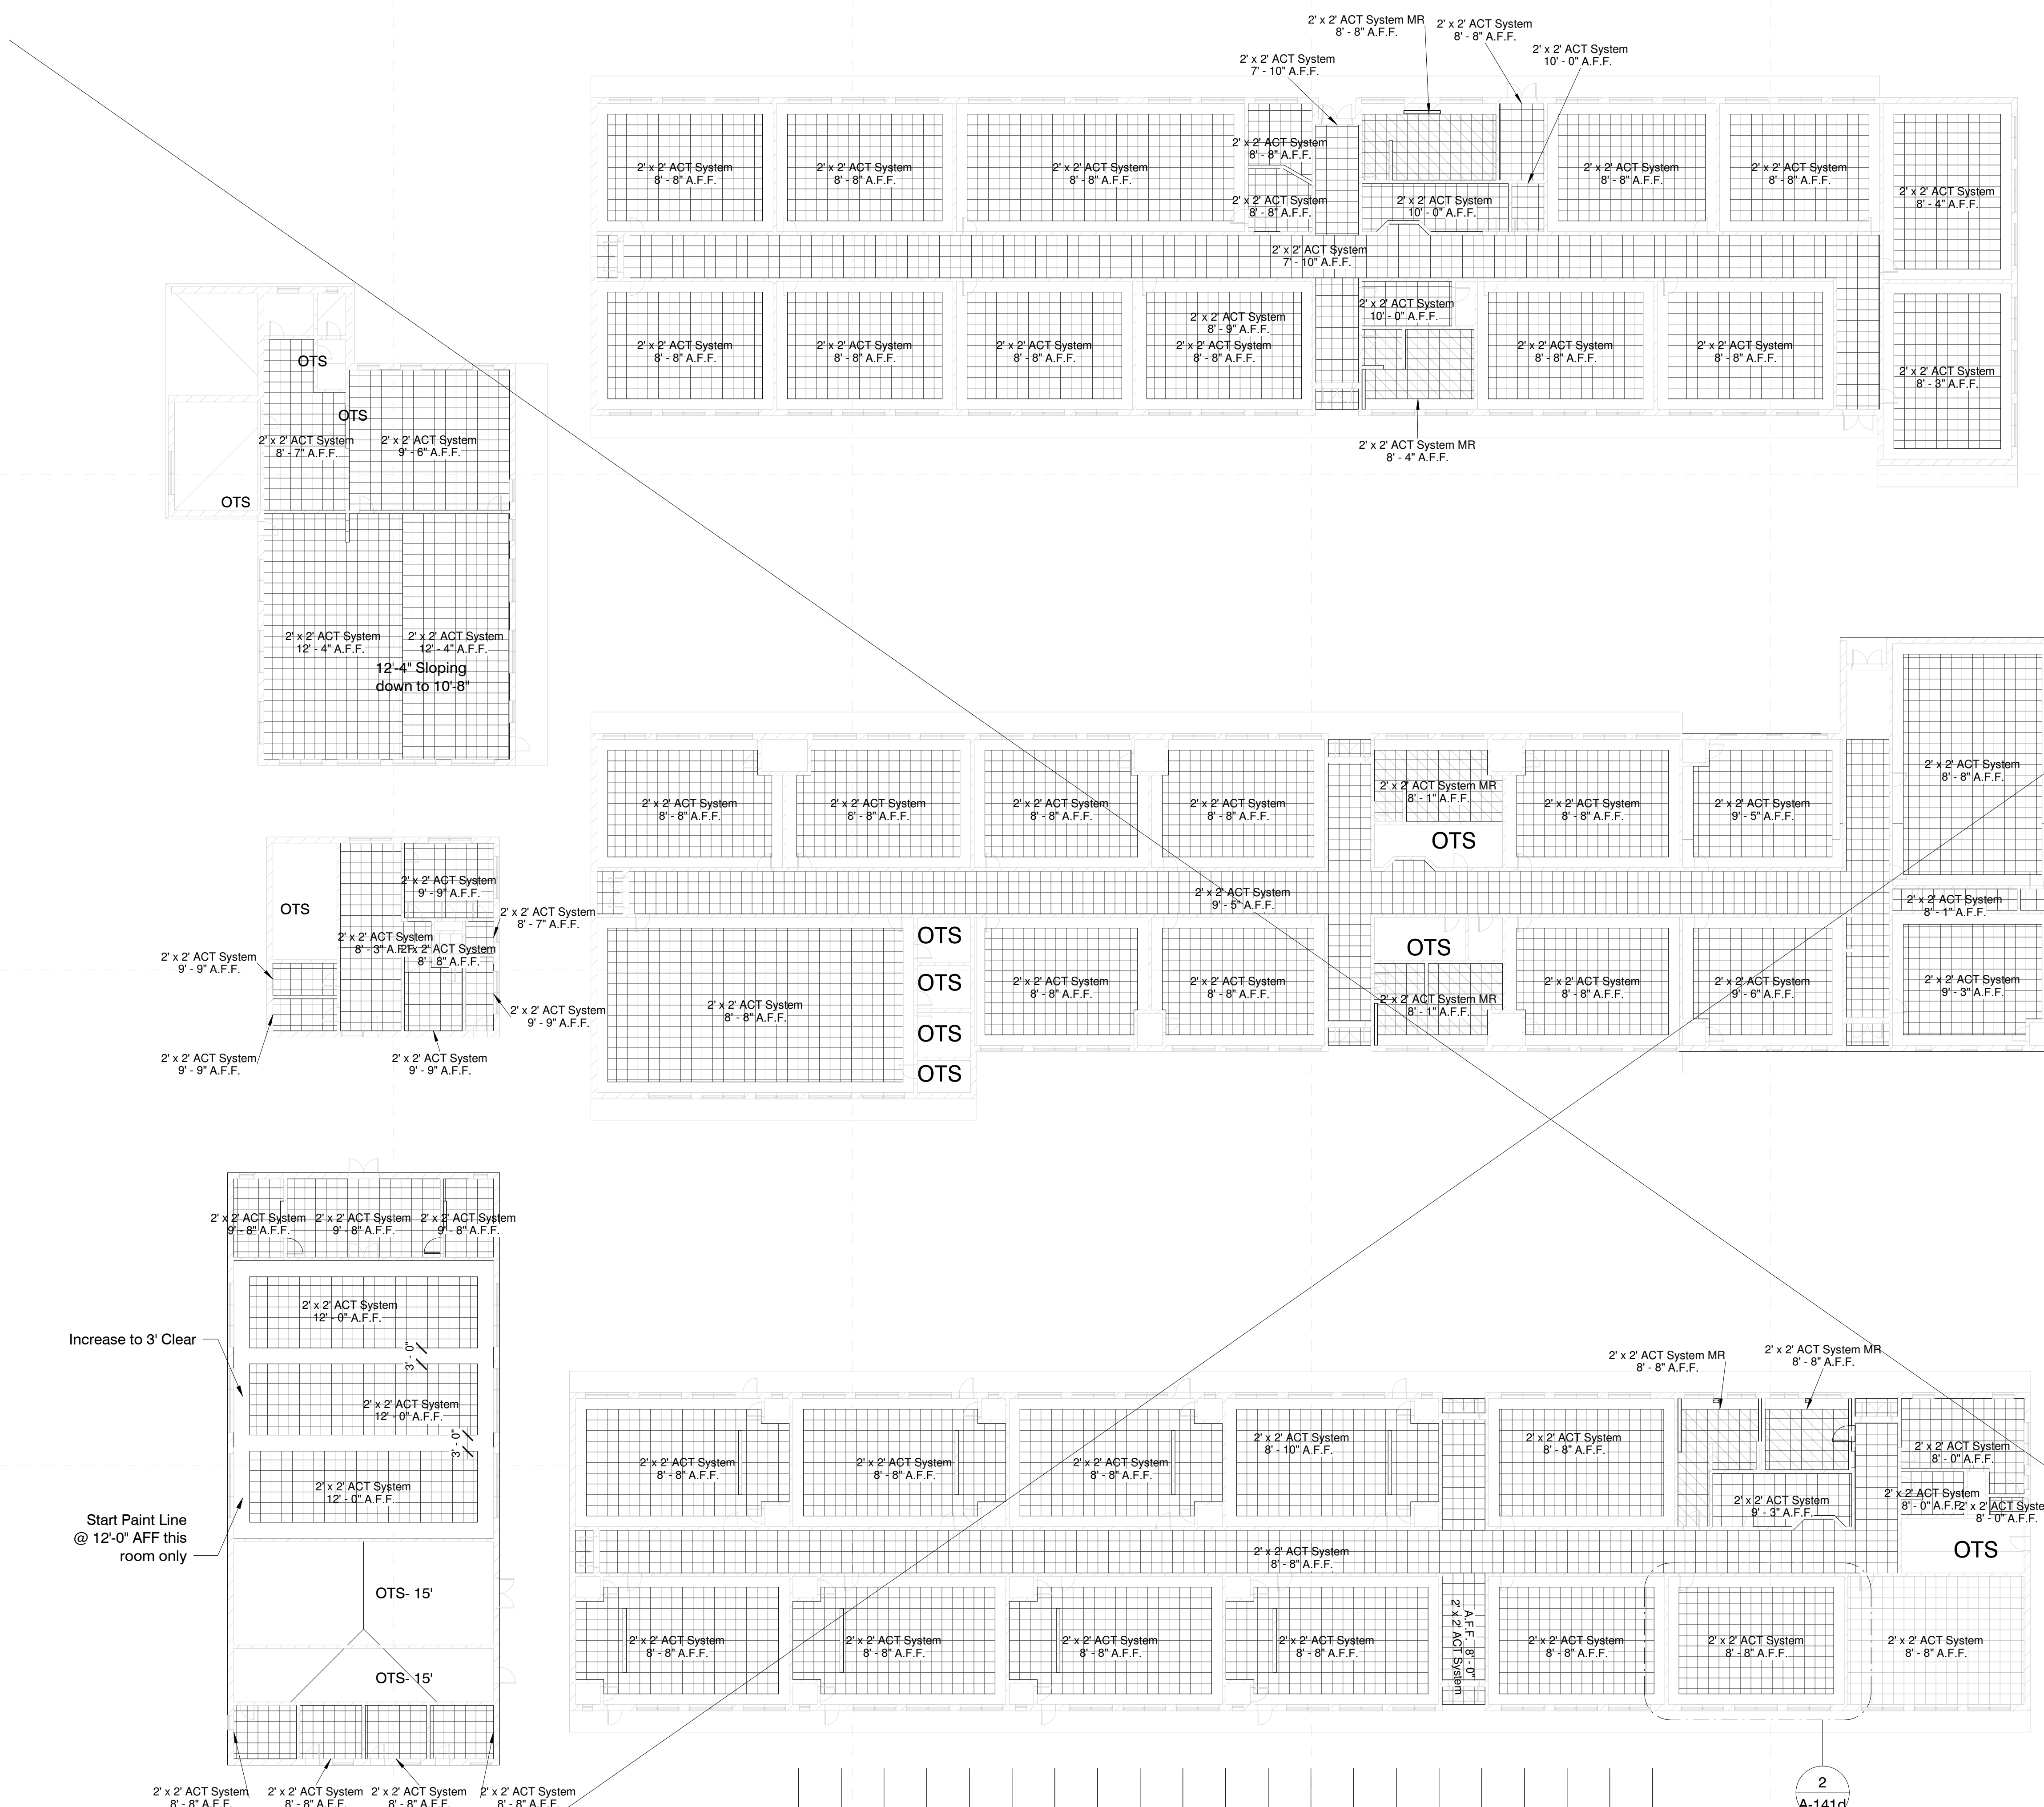 2' x 2' ACT System MR
8' - 8" A.F.F.
2' x 2' ACT System
8' - 8" A.F.F.
2' x 2' ACT System
10' - 0" A.F.F.
2' x 2' ACT System
7' - 10" A.F.F.
2' x 2' ACT System
8' - 8" A.F.F.
2' x 2' ACT System
8' - 8" A.F.F.
2' x 2' ACT System
8' - 8" A.F.F.
2' x 2' ACT System
8' - 8" A.F.F.
2' x 2' ACT System
8' - 8" A.F.F.
2' x 2' ACT System
10' - 0" A.F.F.
2' x 2' ACT System
8' - 8" A.F.F.
2' x 2' ACT System
8' - 8" A.F.F.
2' x 2' ACT System
8' - 4" A.F.F.
2' x 2' ACT System
7' - 10" A.F.F.
2' x 2' ACT System
8' - 8" A.F.F.
2' x 2' ACT System
8' - 8" A.F.F.
2' x 2' ACT System
8' - 8" A.F.F.
2' x 2' ACT System
8' - 9" A.F.F.
2' x 2' ACT System
8' - 8" A.F.F.
2' x 2' ACT System
10' - 0" A.F.F.
2' x 2' ACT System
8' - 8" A.F.F.
2' x 2' ACT System
8' - 8" A.F.F.
2' x 2' ACT System
8' - 3" A.F.F.
2' x 2' ACT System MR
8' - 4" A.F.F.
OTS
OTS
2' x 2' ACT System
8' - 7" A.F.F.
2' x 2' ACT System
9' - 6" A.F.F.
OTS
2' x 2' ACT System
12' - 4" A.F.F.
2' x 2' ACT System
12' - 4" A.F.F.
12'-4" Sloping
down to 10'-8"
2' x 2' ACT System
8' - 8" A.F.F.
2' x 2' ACT System
8' - 8" A.F.F.
2' x 2' ACT System
8' - 8" A.F.F.
2' x 2' ACT System
8' - 8" A.F.F.
2' x 2' ACT System MR
8' - 1" A.F.F.
OTS
2' x 2' ACT System
8' - 8" A.F.F.
2' x 2' ACT System
9' - 5" A.F.F.
2' x 2' ACT System
8' - 8" A.F.F.
2' x 2' ACT System
9' - 5" A.F.F.
2' x 2' ACT System
8' - 1" A.F.F.
2' x 2' ACT System
8' - 8" A.F.F.
OTS
OTS
OTS
OTS
2' x 2' ACT System
8' - 8" A.F.F.
2' x 2' ACT System
8' - 8" A.F.F.
OTS
2' x 2' ACT System MR
8' - 1" A.F.F.
2' x 2' ACT System
8' - 8" A.F.F.
2' x 2' ACT System
9' - 6" A.F.F.
2' x 2' ACT System
9' - 3" A.F.F.
OTS
2' x 2' ACT System
9' - 9" A.F.F.
2' x 2' ACT System
8' - 7" A.F.F.
2' x 2' ACT System
8' - 3" A.F.F.
2' x 2' ACT System
8' - 8" A.F.F.
2' x 2' ACT System
9' - 9" A.F.F.
2' x 2' ACT System
9' - 9" A.F.F.
2' x 2' ACT System
9' - 9" A.F.F.
2' x 2' ACT System
9' - 9" A.F.F.
2' x 2' ACT System
9' - 8" A.F.F.
2' x 2' ACT System
9' - 8" A.F.F.
2' x 2' ACT System
9' - 8" A.F.F.
2' x 2' ACT System
12' - 0" A.F.F.
3' - 0"
Increase to 3' Clear
2' x 2' ACT System
12' - 0" A.F.F.
3' - 0"
2' x 2' ACT System
12' - 0" A.F.F.
Start Paint Line
@ 12'-0" AFF this
room only
OTS- 15'
OTS- 15'
2' x 2' ACT System
8' - 8" A.F.F.
2' x 2' ACT System
8' - 8" A.F.F.
2' x 2' ACT System
8' - 8" A.F.F.
2' x 2' ACT System
8' - 8" A.F.F.
2' x 2' ACT System MR
8' - 8" A.F.F.
2' x 2' ACT System MR
8' - 8" A.F.F.
2' x 2' ACT System
8' - 8" A.F.F.
2' x 2' ACT System
8' - 8" A.F.F.
2' x 2' ACT System
8' - 8" A.F.F.
2' x 2' ACT System
8' - 10" A.F.F.
2' x 2' ACT System
8' - 8" A.F.F.
2' x 2' ACT System
9' - 3" A.F.F.
2' x 2' ACT System
8' - 0" A.F.F.
2' x 2' ACT System
8' - 0" A.F.F.
2' x 2' ACT Syste
8' - 0" A.F.F.
OTS
2' x 2' ACT System
8' - 8" A.F.F.
2' x 2' ACT System
8' - 8" A.F.F.
2' x 2' ACT System
8' - 8" A.F.F.
2' x 2' ACT System
8' - 8" A.F.F.
2' x 2' ACT System
8' - 8" A.F.F.
2' x 2' ACT System
A.F.F. 8' - 0"
2' x 2' ACT System
8' - 8" A.F.F.
2' x 2' ACT System
8' - 8" A.F.F.
2' x 2' ACT System
8' - 8" A.F.F.
2
A-141d